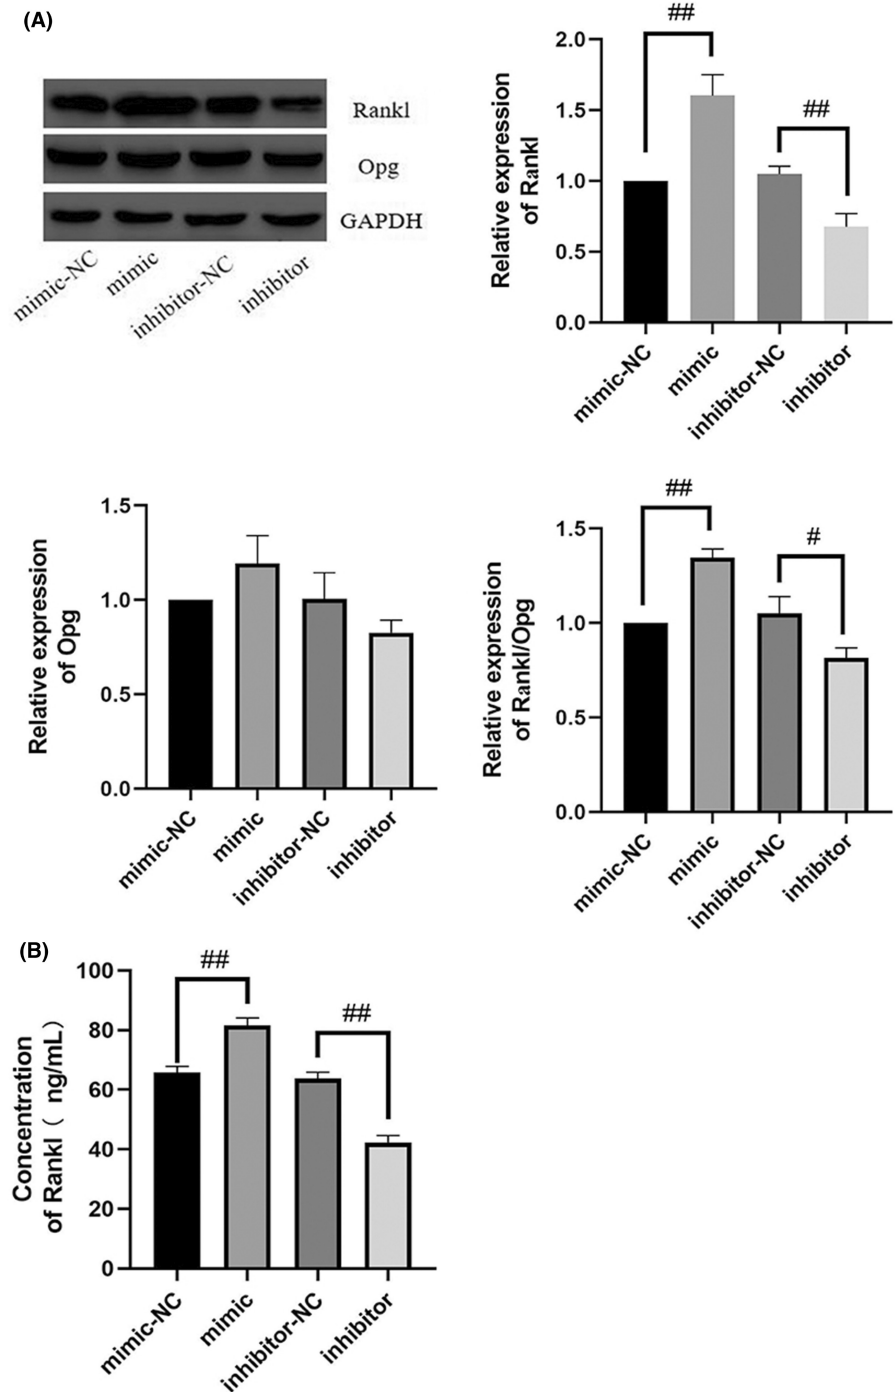 (A)
Rankl
Opg
GAPDH
mimic-NC
mimic
inhibitor-NC
inhibitor
Relative expression
of Rankl
2.0
1.5
1.0
0.5
0.0
##
##
mimic-NC
mimic
inhibitor-NC
inhibitor
Relative expression
of Opg
1.5
1.0
0.5
0.0
mimic-NC
mimic
inhibitor-NC
inhibitor
Relative expression
of Rankl/Opg
1.5
1.0
0.5
0.0
##
#
mimic-NC
mimic
inhibitor-NC
inhibitor
(B)
Concentration
of Rankl（ ng/mL）
100
80
60
40
20
0
##
##
mimic-NC
mimic
inhibitor-NC
inhibitor